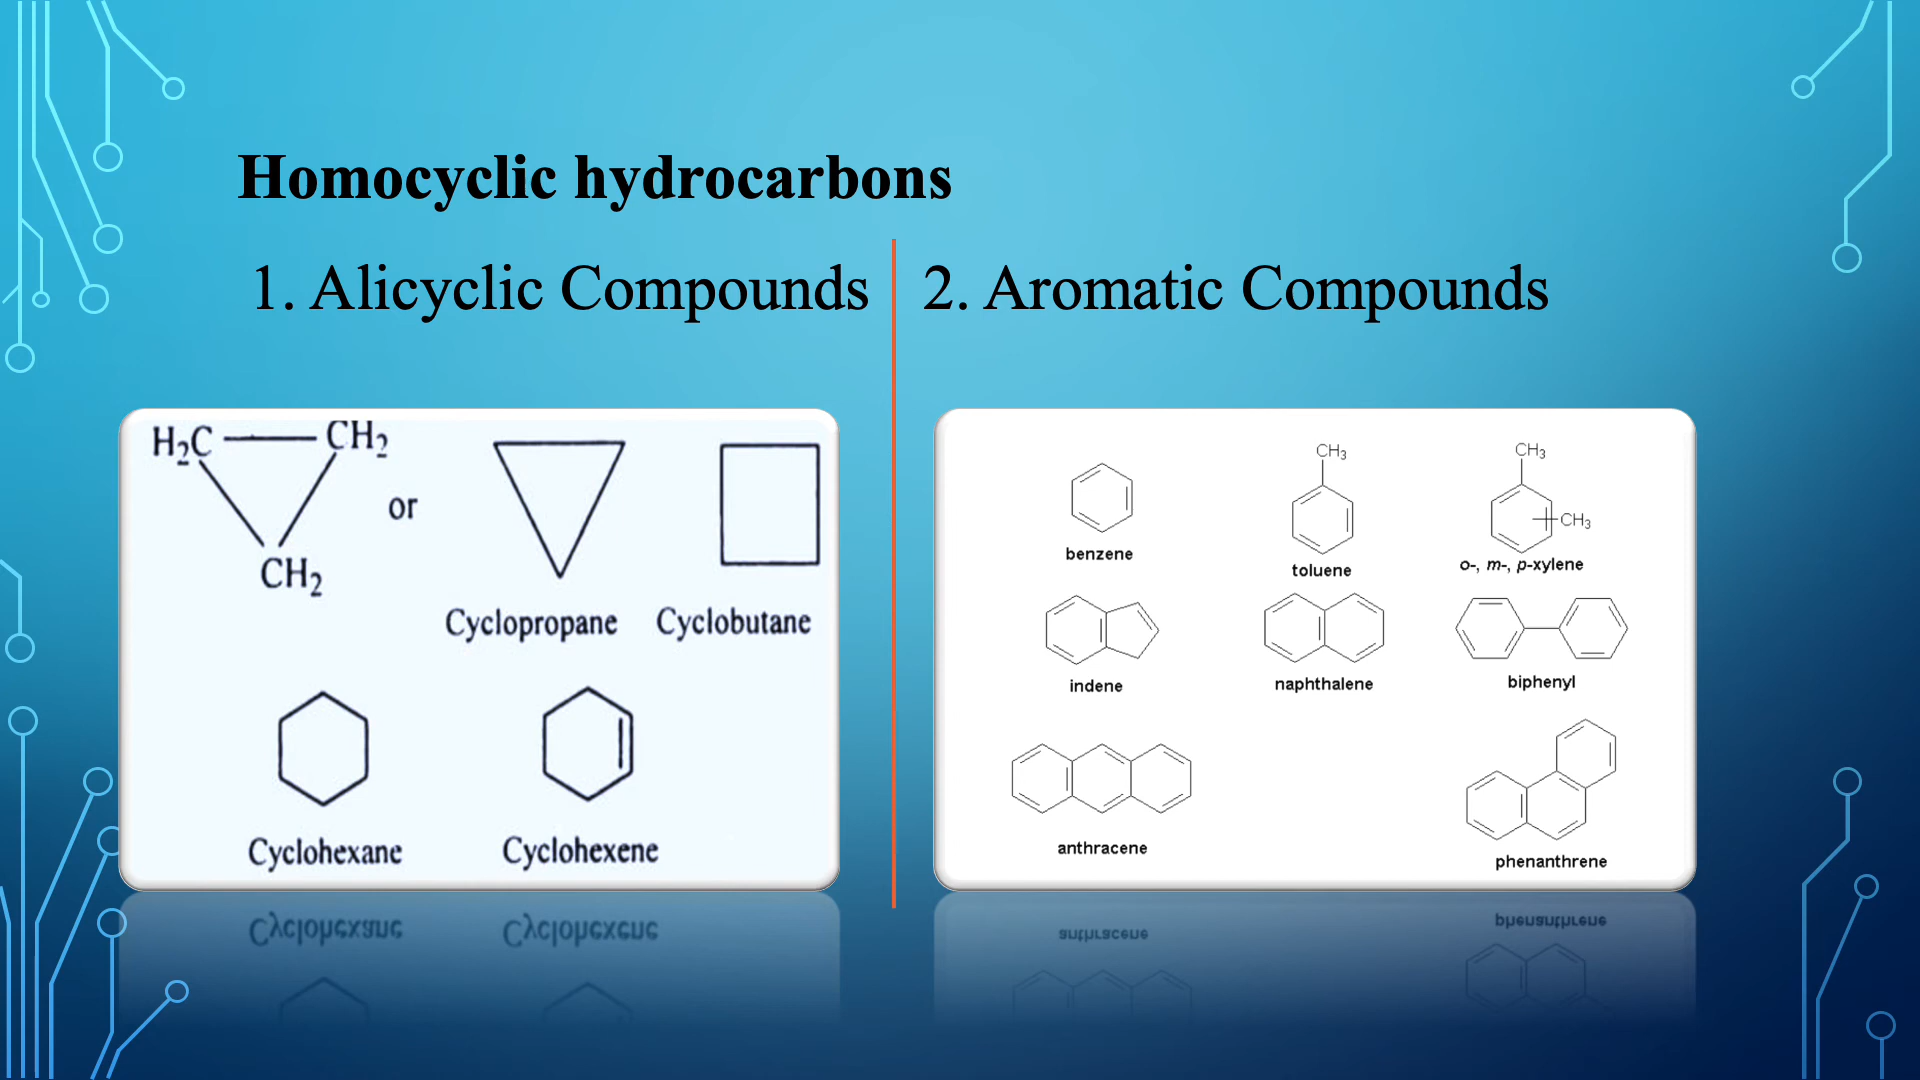 Homocyclic hydrocarbons
1. Alicyclic Compounds
2. Aromatic Compounds
H₂C CH₂
or
CH₂
Cyclopropane Cyclobutane
Cyclohexane Cyclohexene
CH₃ CH₃
CH₃
benzene toluene o-, m-, p-xylene
indene naphthalene biphenyl
anthracene phenanthrene